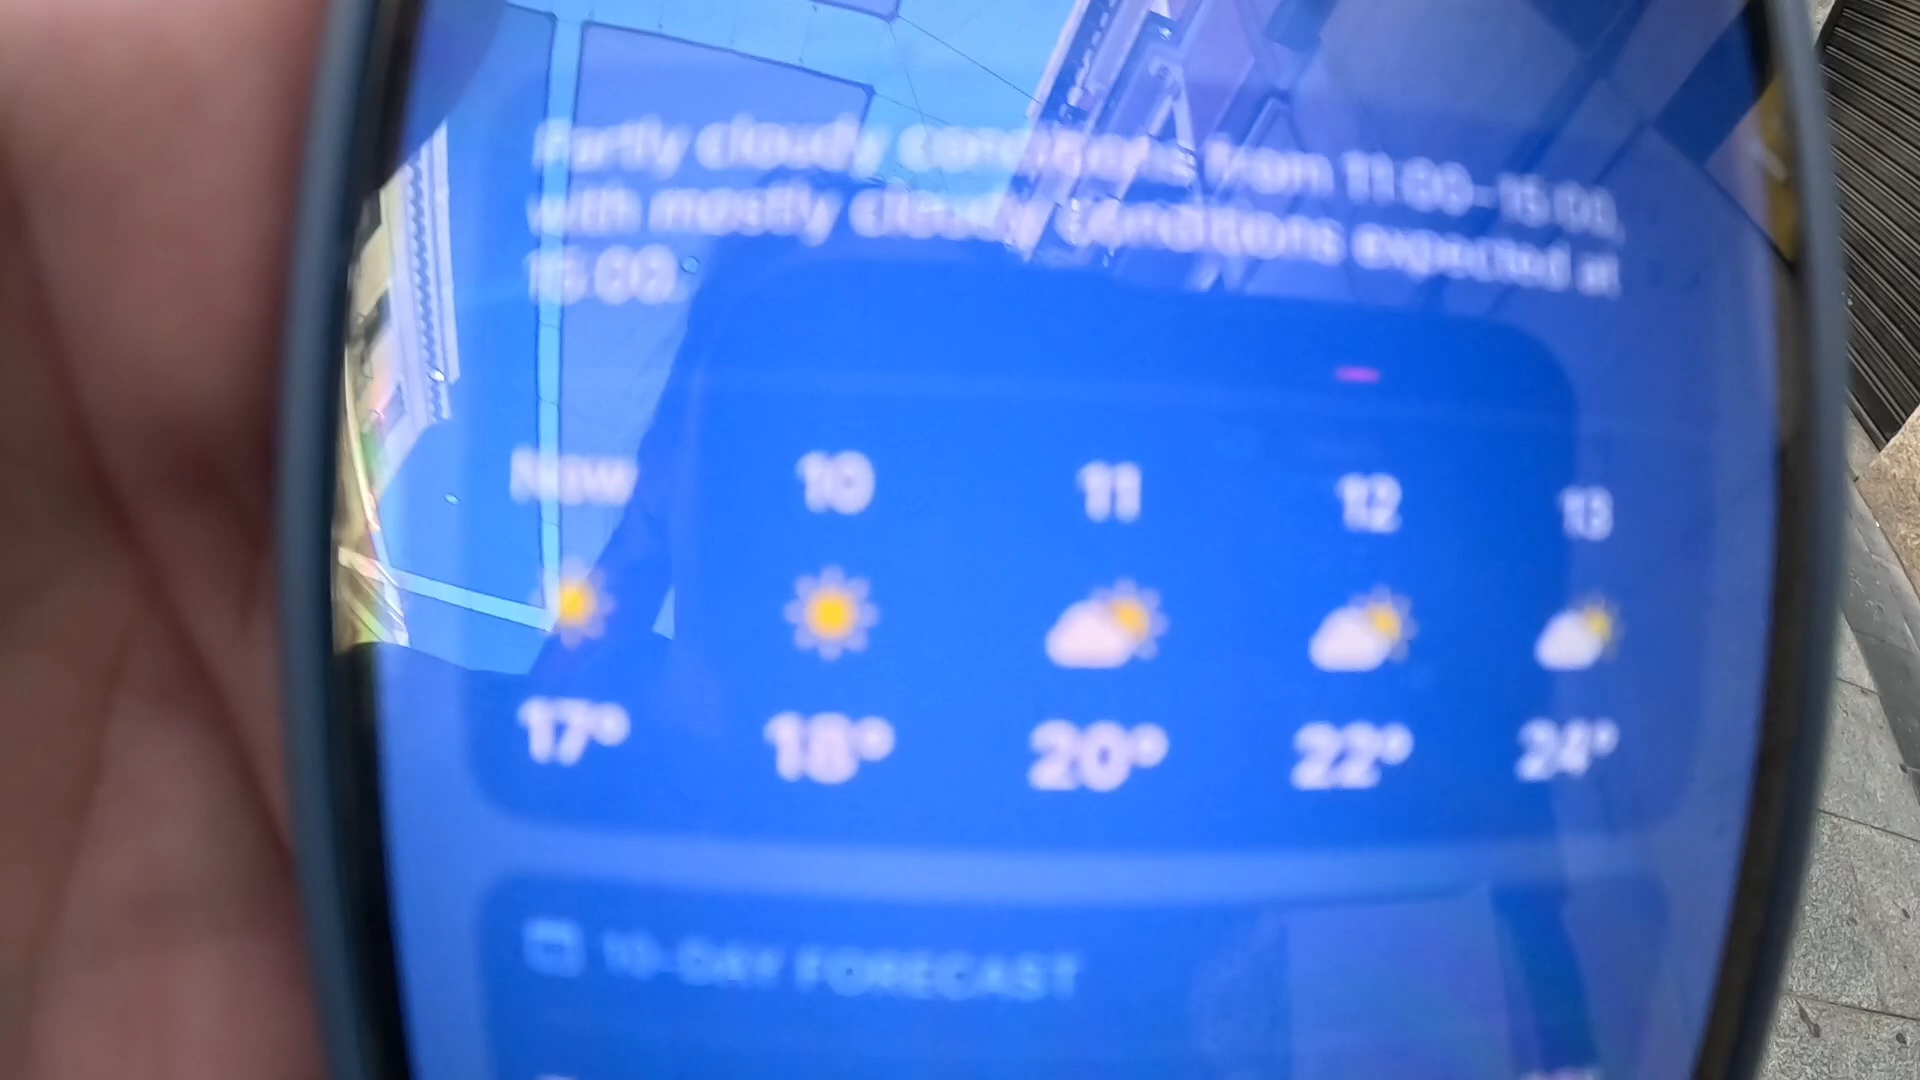 Partly cloudy conditions from 11:00–15:00,
with mostly cloudy conditions expected at
15:00.
Now 10 11 12 13
17° 18° 20° 22° 24°
10-DAY FORECAST